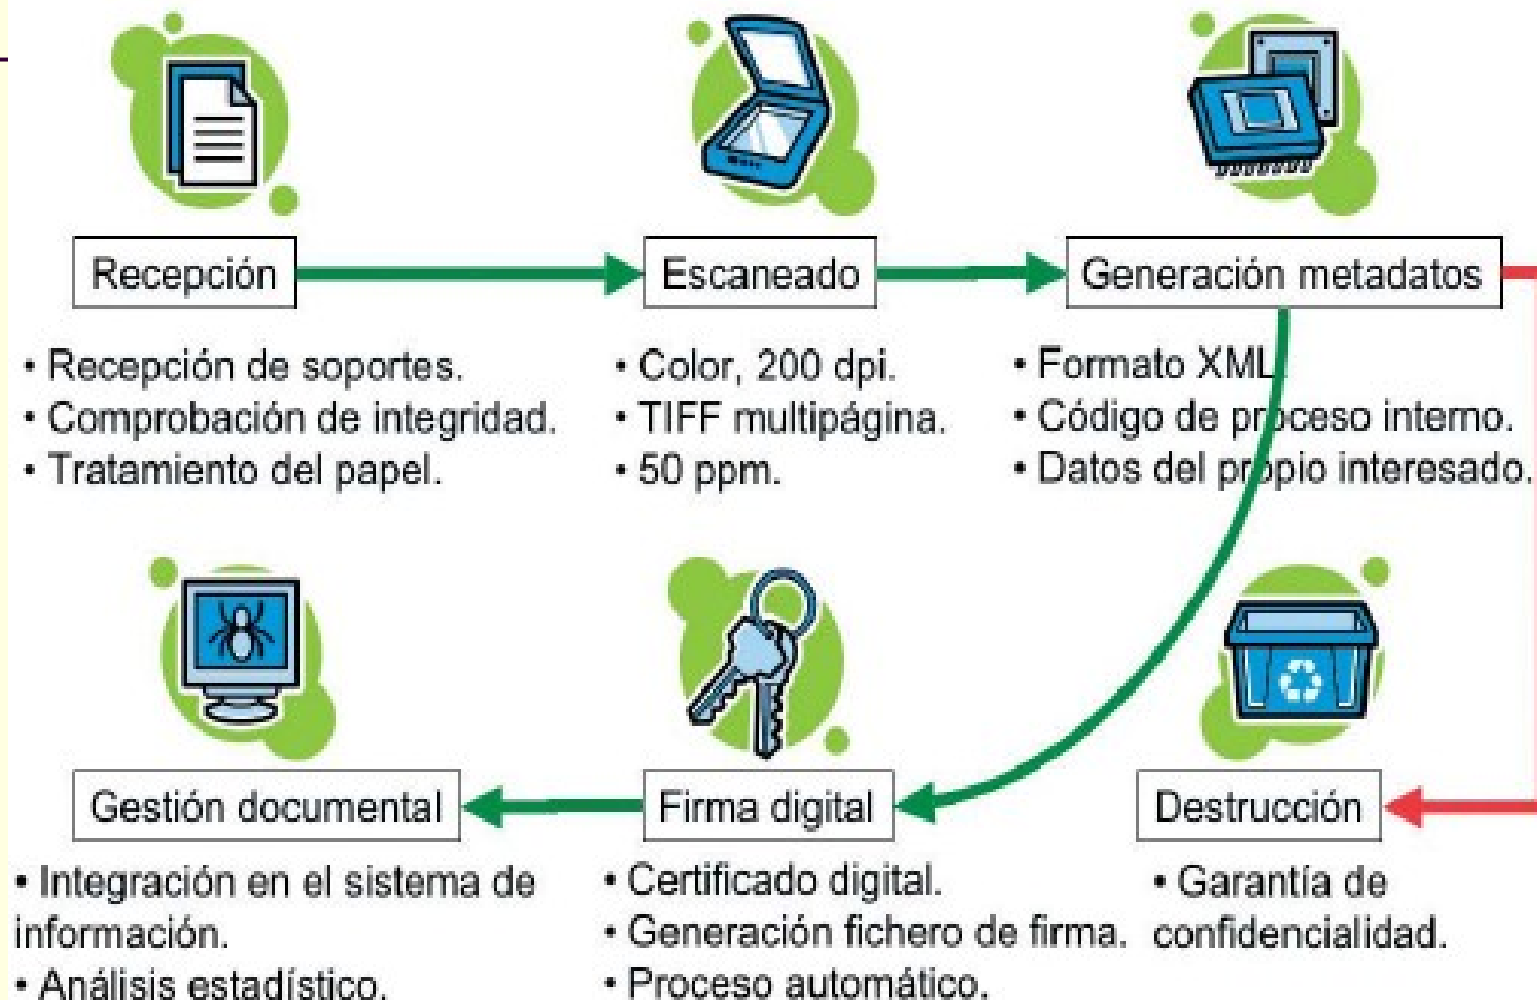 Recepción
Escaneado
Generación metadatos
• Recepción de soportes.
• Comprobación de integridad.
• Tratamiento del papel.
• Color, 200 dpi.
• TIFF multipágina.
• 50 ppm.
• Formato XML.
• Código de proceso interno.
• Datos del propio interesado.
Gestión documental
Firma digital
Destrucción
• Integración en el sistema de
información.
• Análisis estadístico.
• Certificado digital.
• Generación fichero de firma.
• Proceso automático.
• Garantía de
confidencialidad.